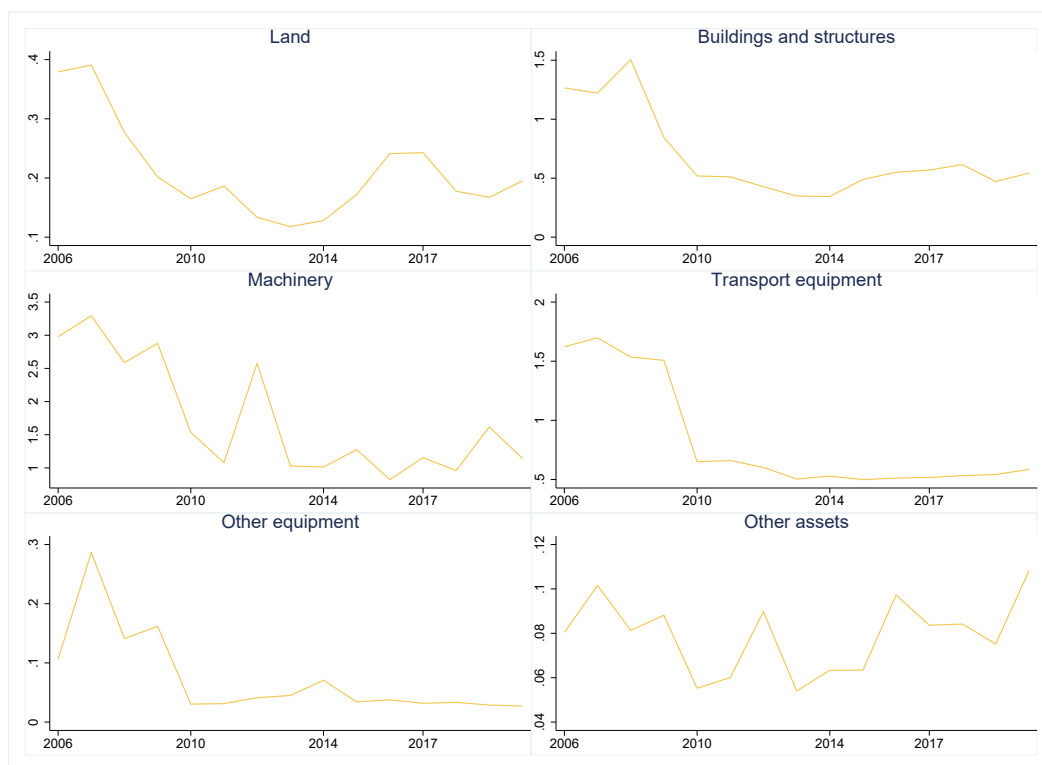 Land
.4
.3
.2
.1
2006 2010 2014 2017
Buildings and structures
1.5
1
.5
0
2006 2010 2014 2017
Machinery
3.5
3
2.5
2
1.5
1
2006 2010 2014 2017
Transport equipment
2
1.5
1
.5
2006 2010 2014 2017
Other equipment
.3
.2
.1
0
2006 2010 2014 2017
Other assets
.12
.1
.08
.06
.04
2006 2010 2014 2017